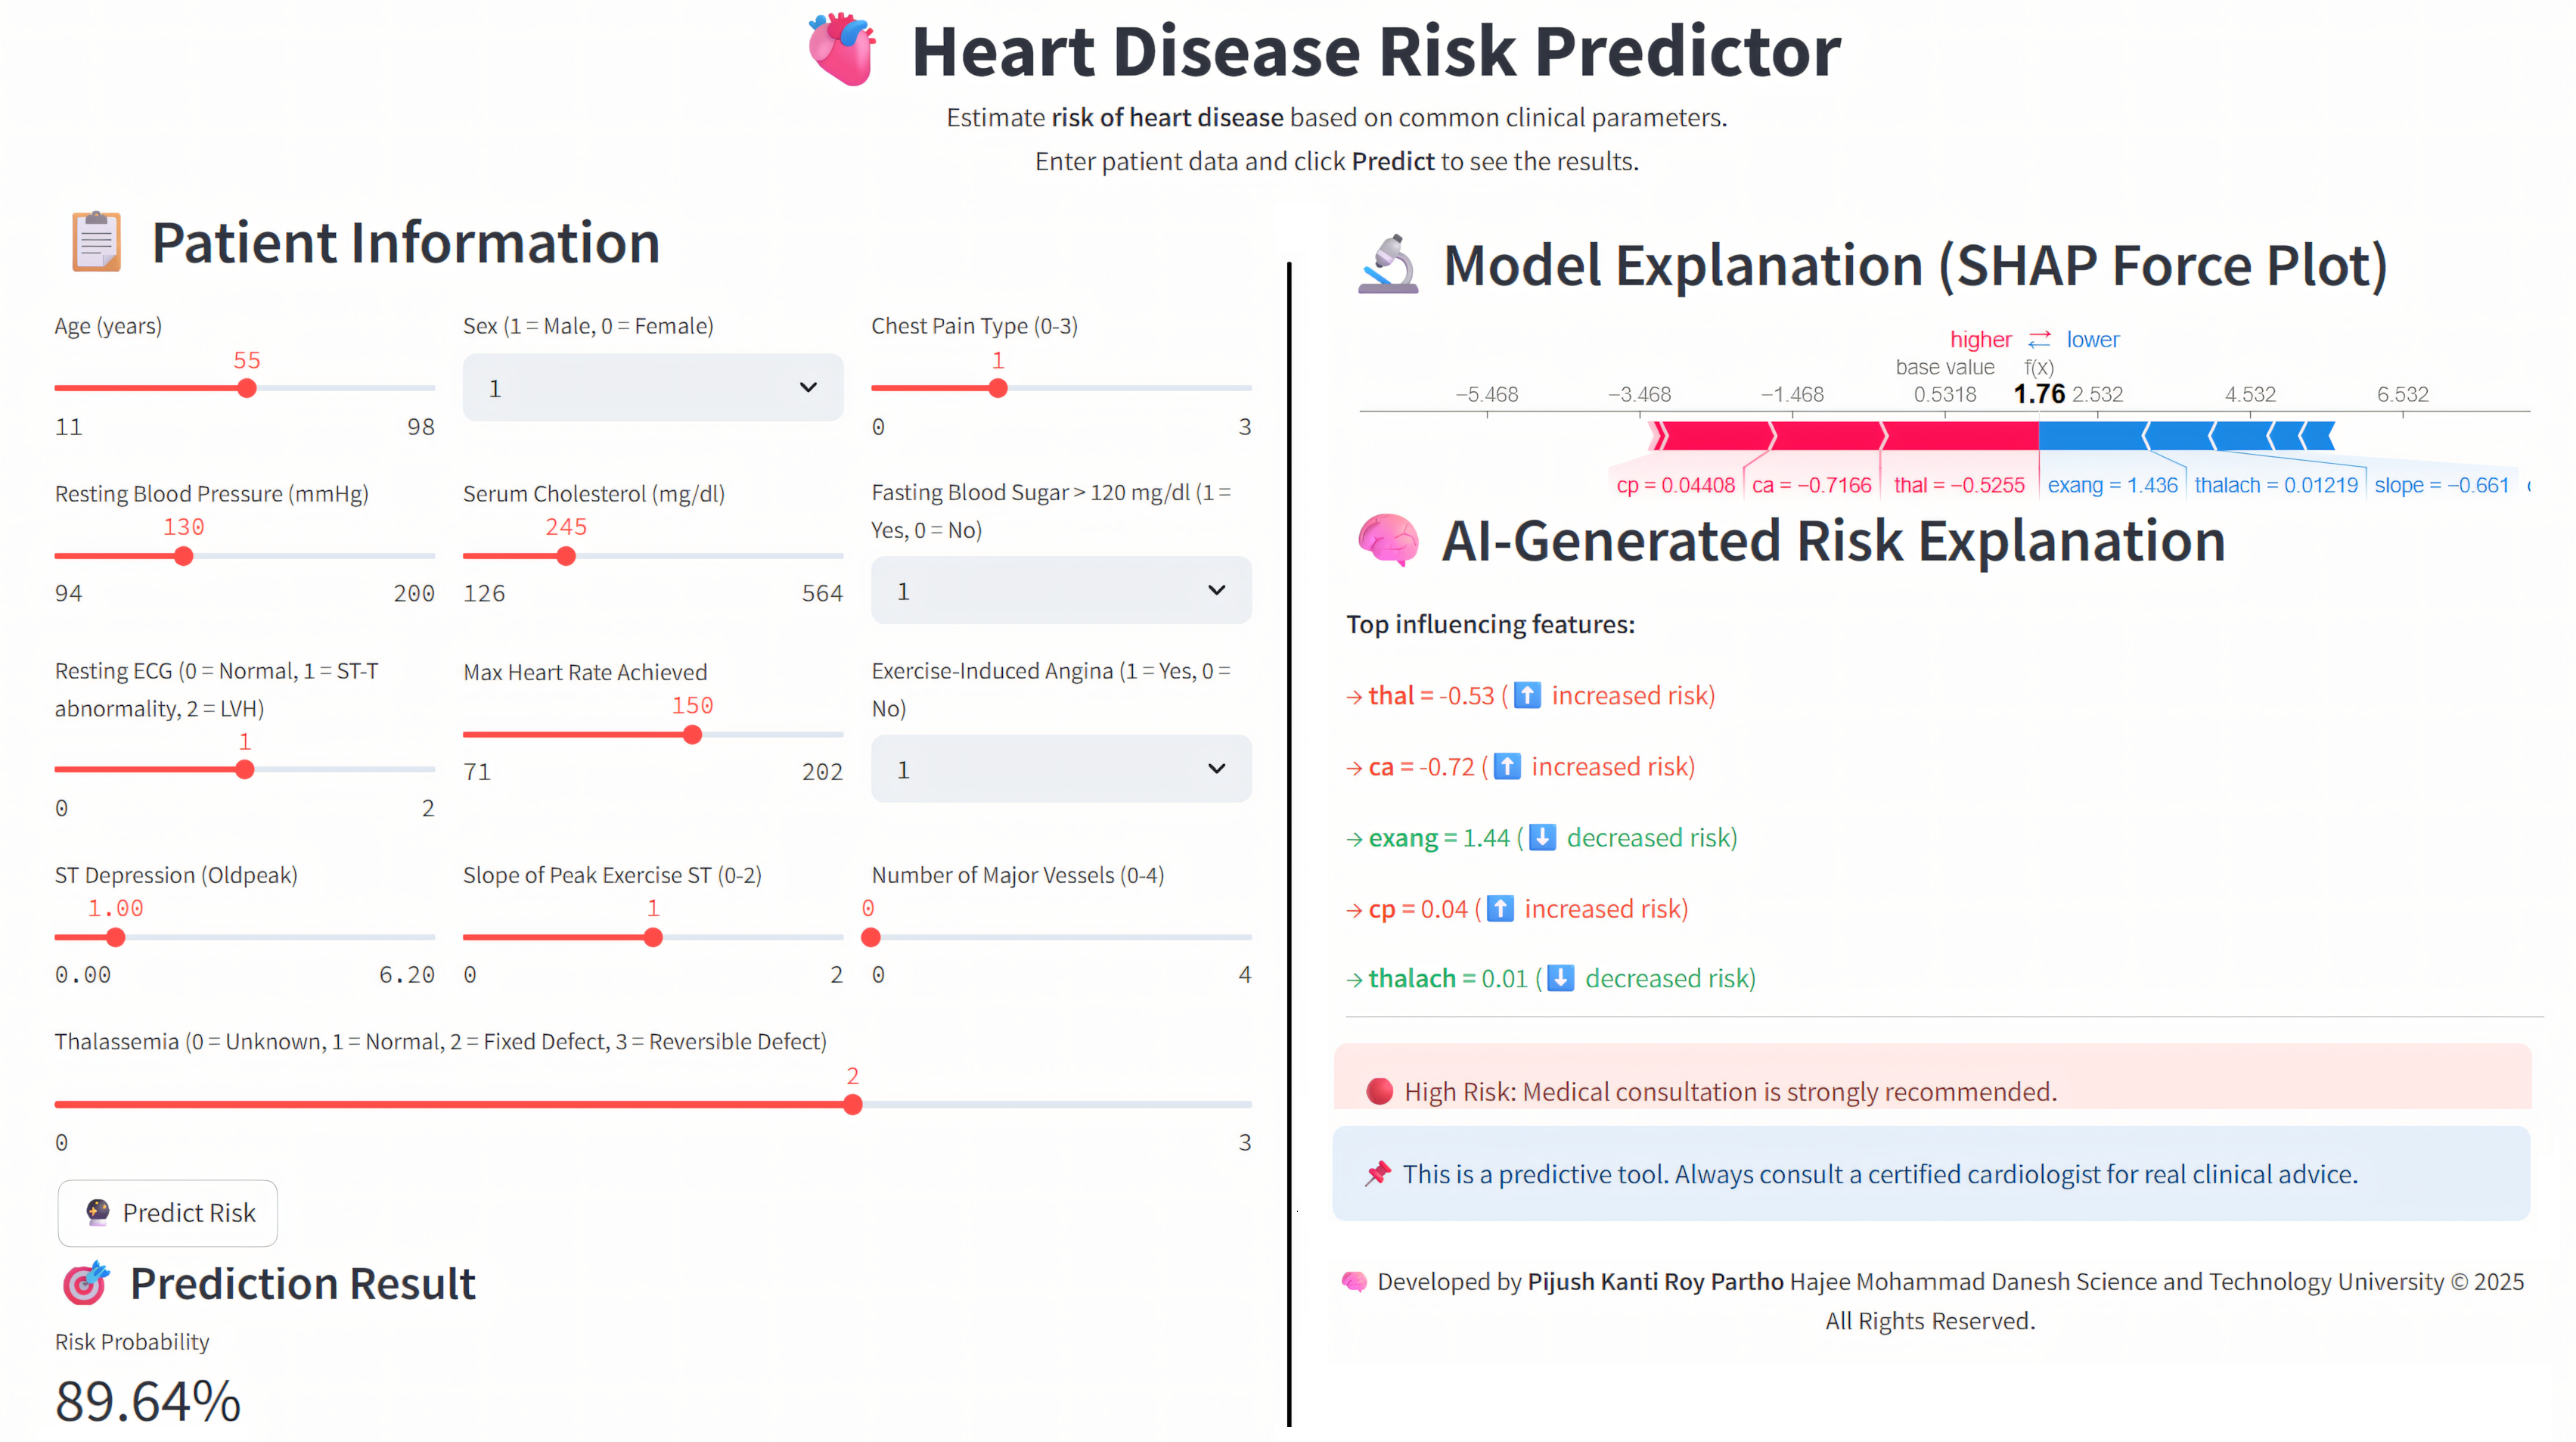 Heart Disease Risk Predictor
Estimate risk of heart disease based on common clinical parameters.
Enter patient data and click Predict to see the results.
Patient Information
Age (years)
55
11 98
Sex (1 = Male, 0 = Female)
1
Chest Pain Type (0-3)
1
0 3
Resting Blood Pressure (mmHg)
130
94 200
Serum Cholesterol (mg/dl)
245
126 564
Fasting Blood Sugar > 120 mg/dl (1 =
Yes, 0 = No)
1
Resting ECG (0 = Normal, 1 = ST-T
abnormality, 2 = LVH)
1
0 2
Max Heart Rate Achieved
150
71 202
Exercise-Induced Angina (1 = Yes, 0 =
No)
1
ST Depression (Oldpeak)
1.00
0.00 6.20
Slope of Peak Exercise ST (0-2)
1
0 2
Number of Major Vessels (0-4)
0
0 4
Thalassemia (0 = Unknown, 1 = Normal, 2 = Fixed Defect, 3 = Reversible Defect)
2
0 3
Predict Risk
Prediction Result
Risk Probability
89.64%
Model Explanation (SHAP Force Plot)
higher ⇄ lower
base value f(x)
−5.468 −3.468 −1.468 0.5318 1.76 2.532 4.532 6.532
cp = 0.04408 ca = −0.7166 thal = −0.5255 exang = 1.436 thalach = 0.01219 slope = −0.661
AI-Generated Risk Explanation
Top influencing features:
→ thal = -0.53 (⬆️ increased risk)
→ ca = -0.72 (⬆️ increased risk)
→ exang = 1.44 (⬇️ decreased risk)
→ cp = 0.04 (⬆️ increased risk)
→ thalach = 0.01 (⬇️ decreased risk)
High Risk: Medical consultation is strongly recommended.
This is a predictive tool. Always consult a certified cardiologist for real clinical advice.
Developed by Pijush Kanti Roy Partho Hajee Mohammad Danesh Science and Technology University © 2025
All Rights Reserved.